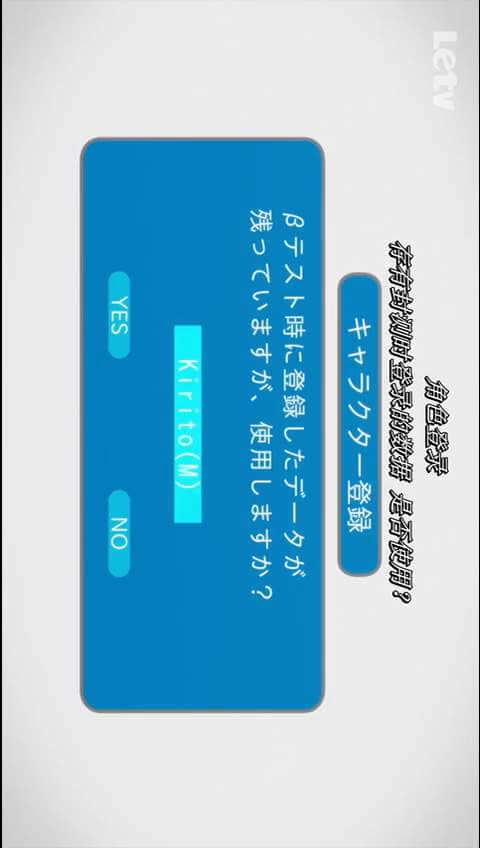 Letv
角色登录
存有封测时登录的数据 是否使用?
キャラクター登録
βテスト時に登録したデータが
残っていますが、使用しますか?
Kirito(M)
YES
NO